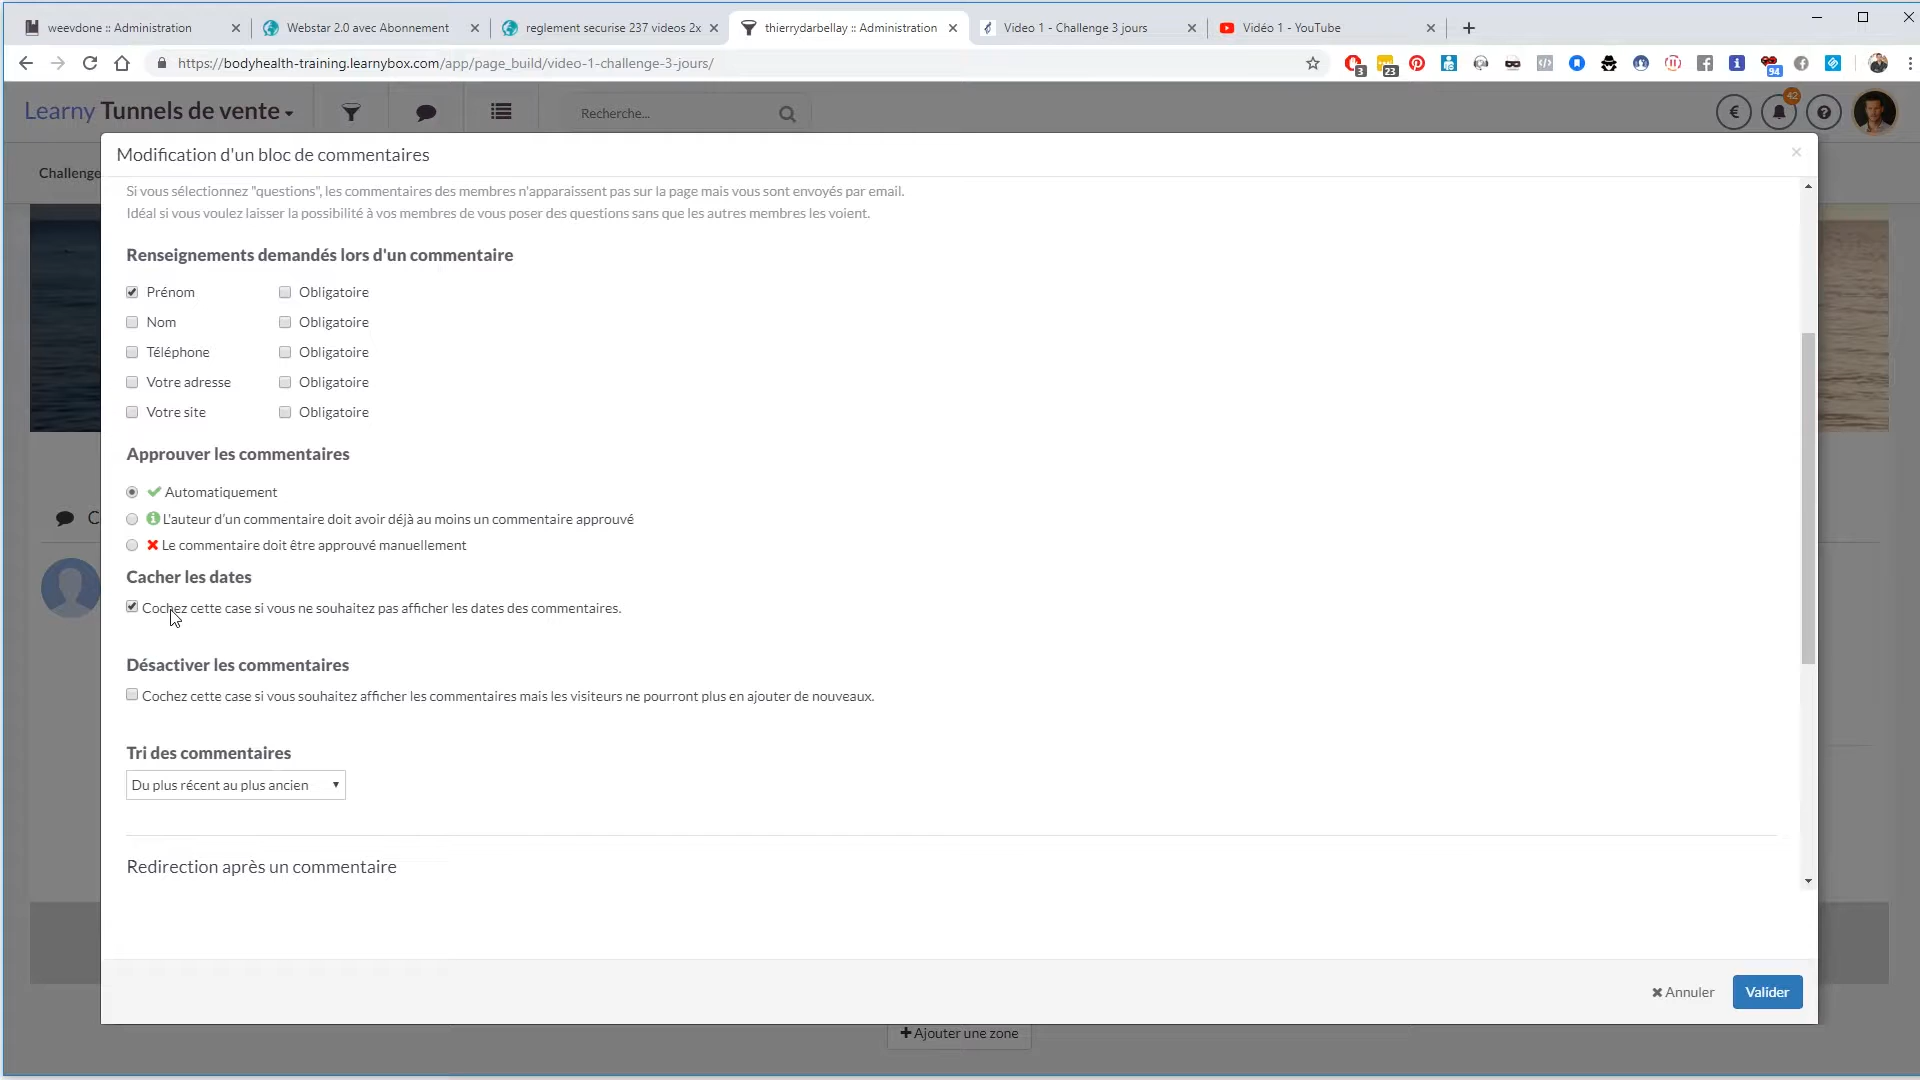 weevdone :: Administration
Webstar 2.0 avec Abonnement
reglement securise 237 videos 2x
thierrydarbellay :: Administration
Video 1 - Challenge 3 jours
Vidéo 1 - YouTube
https://bodyhealth-training.learnybox.com/app/page_build/video-1-challenge-3-jours/
3
23
94
Learny Tunnels de vente
Recherche...
€
42
Challenge
Modification d'un bloc de commentaires
Si vous sélectionnez "questions", les commentaires des membres n'apparaissent pas sur la page mais vous sont envoyés par email.
Idéal si vous voulez laisser la possibilité à vos membres de vous poser des questions sans que les autres membres les voient.
Renseignements demandés lors d'un commentaire
Prénom Obligatoire
Nom Obligatoire
Téléphone Obligatoire
Votre adresse Obligatoire
Votre site Obligatoire
Approuver les commentaires
Automatiquement
L'auteur d'un commentaire doit avoir déjà au moins un commentaire approuvé
Le commentaire doit être approuvé manuellement
C
Cacher les dates
Cochez cette case si vous ne souhaitez pas afficher les dates des commentaires.
Désactiver les commentaires
Cochez cette case si vous souhaitez afficher les commentaires mais les visiteurs ne pourront plus en ajouter de nouveaux.
Tri des commentaires
Du plus récent au plus ancien
Redirection après un commentaire
Annuler
Valider
Ajouter une zone